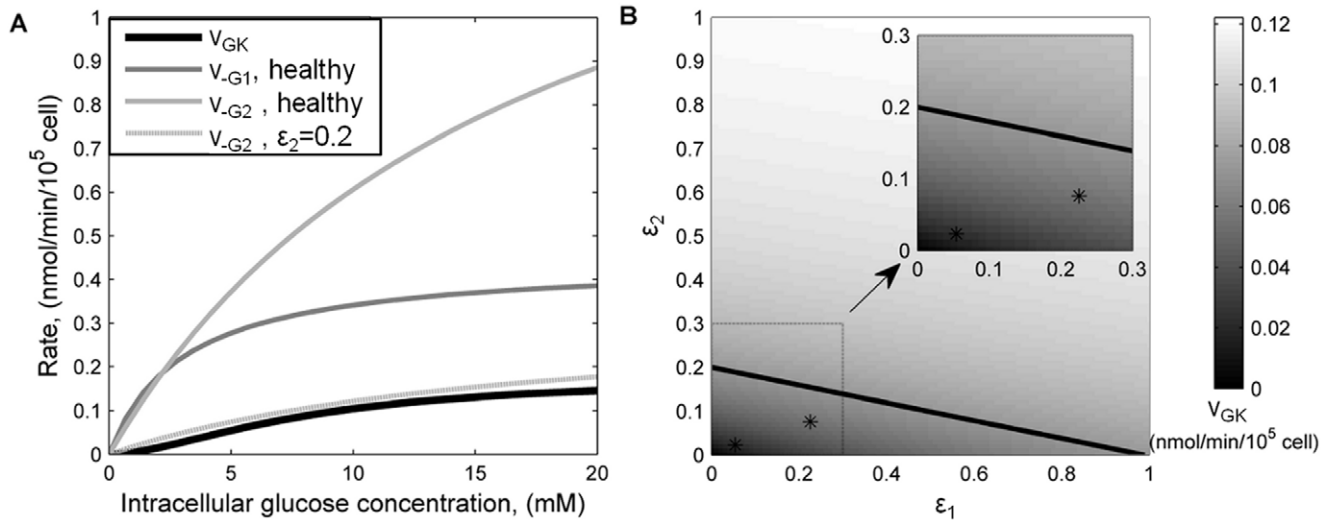 A
1
0.9
0.8
0.7
0.6
0.5
0.4
0.3
0.2
0.1
0
Rate, (nmol/min/10⁵ cell)
V_GK
V_-G1, healthy
V_-G2 , healthy
V_-G2 , ε₂=0.2
0 5 10 15 20
Intracellular glucose concentration, (mM)
B
1
0.9
0.8
0.7
0.6
0.5
0.4
0.3
0.2
0.1
0
ε₂
0 0.2 0.4 0.6 0.8 1
ε₁
0.3
0.2
0.1
0
0 0.1 0.2 0.3
*
*
*
*
0.12
0.1
0.08
0.06
0.04
0.02
0
V_GK
(nmol/min/10⁵ cell)